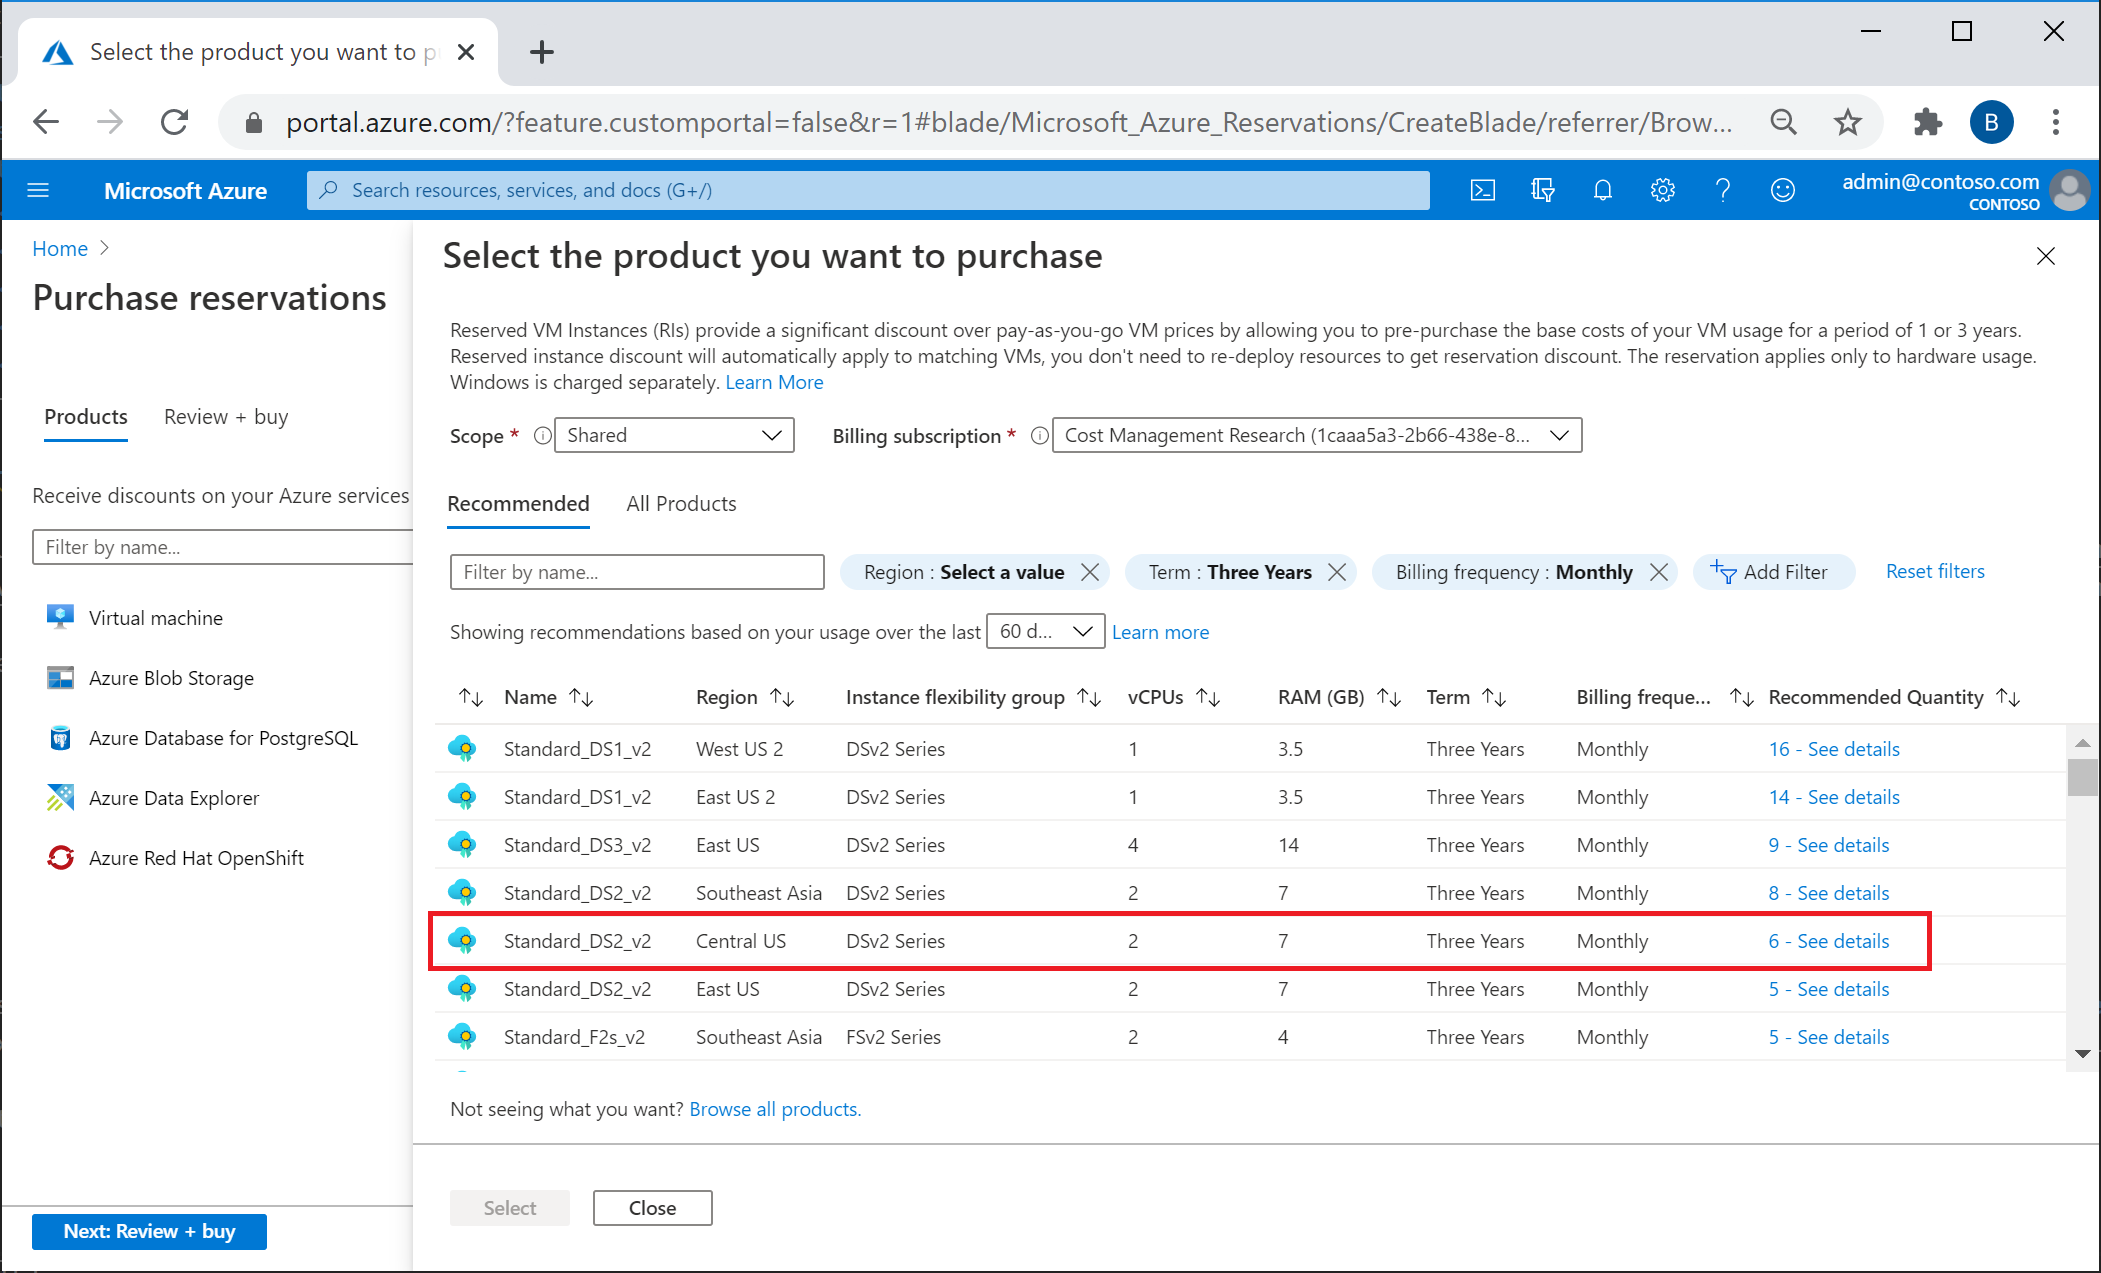 Select the product you want to p
portal.azure.com/?feature.customportal=false&r=1#blade/Microsoft_Azure_Reservations/CreateBlade/referrer/Brow...
B
Microsoft Azure
Search resources, services, and docs (G+/)
admin@contoso.com
CONTOSO
Home
Purchase reservations
Products Review + buy
Receive discounts on your Azure services
Filter by name...
Virtual machine
Azure Blob Storage
Azure Database for PostgreSQL
Azure Data Explorer
Azure Red Hat OpenShift
Next: Review + buy
Select the product you want to purchase
Reserved VM Instances (RIs) provide a significant discount over pay-as-you-go VM prices by allowing you to pre-purchase the base costs of your VM usage for a period of 1 or 3 years.
Reserved instance discount will automatically apply to matching VMs, you don't need to re-deploy resources to get reservation discount. The reservation applies only to hardware usage.
Windows is charged separately. Learn More
Scope * Shared Billing subscription * Cost Management Research (1caaa5a3-2b66-438e-8...
Recommended All Products
Filter by name... Region : Select a value Term : Three Years Billing frequency : Monthly Add Filter Reset filters
Showing recommendations based on your usage over the last 60 d... Learn more
Name Region Instance flexibility group vCPUs RAM (GB) Term Billing freque... Recommended Quantity
Standard_DS1_v2 West US 2 DSv2 Series 1 3.5 Three Years Monthly 16 - See details
Standard_DS1_v2 East US 2 DSv2 Series 1 3.5 Three Years Monthly 14 - See details
Standard_DS3_v2 East US DSv2 Series 4 14 Three Years Monthly 9 - See details
Standard_DS2_v2 Southeast Asia DSv2 Series 2 7 Three Years Monthly 8 - See details
Standard_DS2_v2 Central US DSv2 Series 2 7 Three Years Monthly 6 - See details
Standard_DS2_v2 East US DSv2 Series 2 7 Three Years Monthly 5 - See details
Standard_F2s_v2 Southeast Asia FSv2 Series 2 4 Three Years Monthly 5 - See details
Not seeing what you want? Browse all products.
Select Close